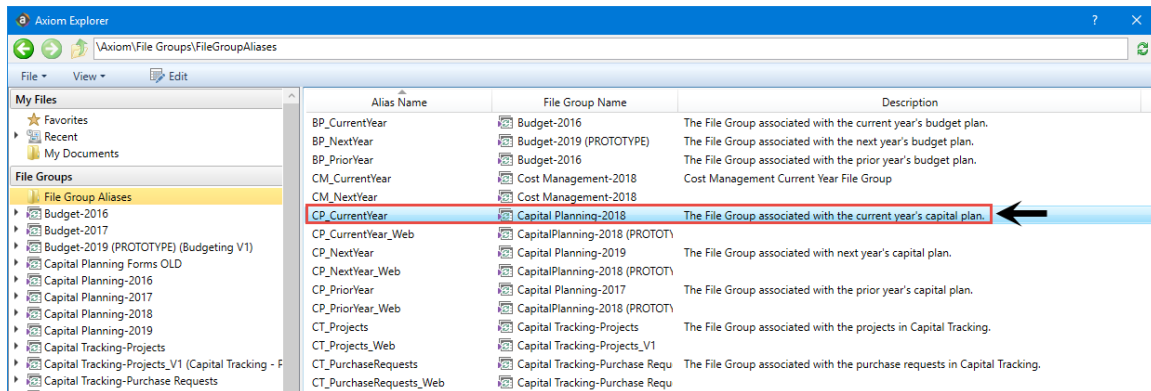 Axiom Explorer
\Axiom\File Groups\FileGroupAliases
File View Edit
My Files
Favorites
Recent
My Documents
File Groups
File Group Aliases
Budget-2016
Budget-2017
Budget-2019 (PROTOTYPE) (Budgeting V1)
Capital Planning Forms OLD
Capital Planning-2016
Capital Planning-2017
Capital Planning-2018
Capital Planning-2019
Capital Tracking-Projects
Capital Tracking-Projects_V1 (Capital Tracking - P
Capital Tracking-Purchase Requests
Alias Name File Group Name Description
BP_CurrentYear Budget-2016 The File Group associated with the current year's budget plan.
BP_NextYear Budget-2019 (PROTOTYPE) The File Group associated with the next year's budget plan.
BP_PriorYear Budget-2016 The File Group associated with the prior year's budget plan.
CM_CurrentYear Cost Management-2018 Cost Management Current Year File Group
CM_NextYear Cost Management-2018
CP_CurrentYear Capital Planning-2018 The File Group associated with the current year's capital plan.
CP_CurrentYear_Web CapitalPlanning-2018 (PROTOTY
CP_NextYear Capital Planning-2019 The File Group associated with next year's capital plan.
CP_NextYear_Web CapitalPlanning-2018 (PROTOTY
CP_PriorYear Capital Planning-2017 The File Group associated with the prior year's capital plan.
CP_PriorYear_Web CapitalPlanning-2018 (PROTOTY
CT_Projects Capital Tracking-Projects The File Group associated with the projects in Capital Tracking.
CT_Projects_Web Capital Tracking-Projects_V1
CT_PurchaseRequests Capital Tracking-Purchase Requ The File Group associated with the purchase requests in Capital Tracking.
CT_PurchaseRequests_Web Capital Tracking-Purchase Requ